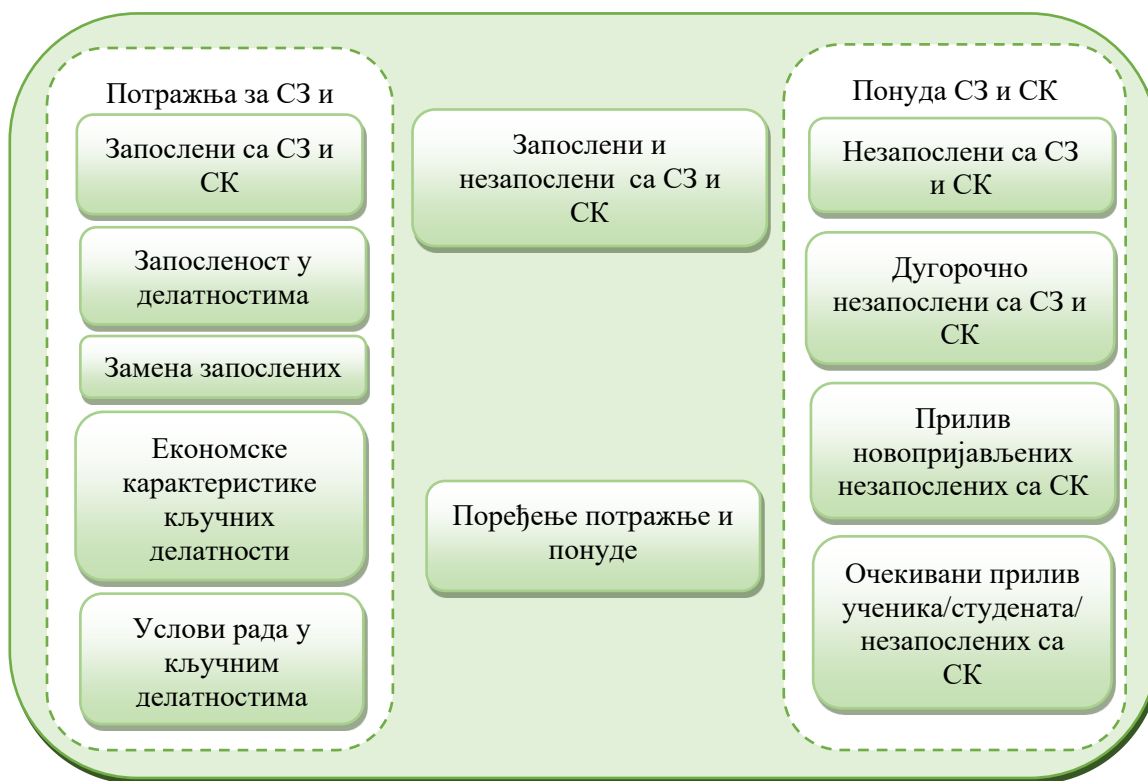 Потражња за СЗ и
Запослени са СЗ и
СК
Запосленост у
делатностима
Замена запослених
Економске
карактеристике
кључних
делатности
Услови рада у
кључним
делатностима
Запослени и
незапослени са СЗ и
СК
Поређење потражње и
понуде
Понуда СЗ и СК
Незапослени са СЗ
и СК
Дугорочно
незапослени са СЗ и
СК
Прилив
новопријављених
незапослених са СК
Очекивани прилив
ученика/студената/
незапослених са
СК